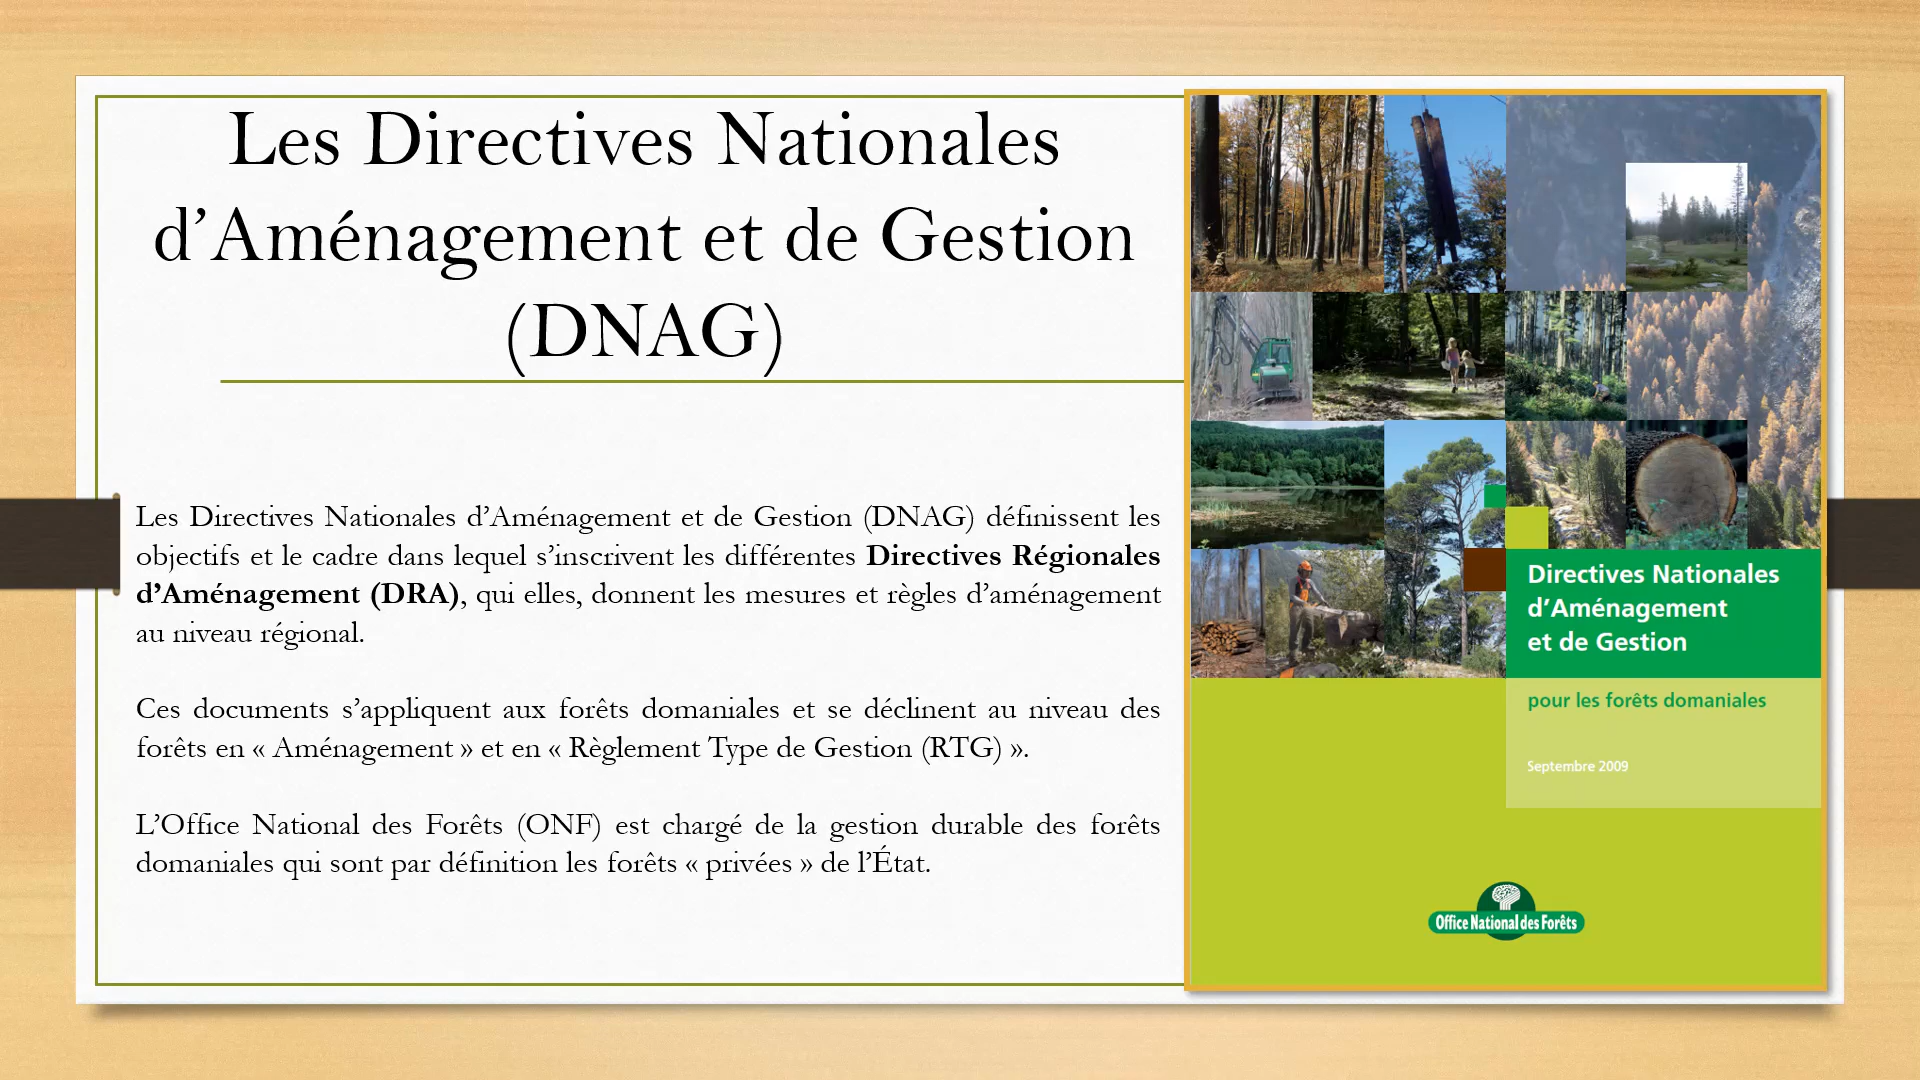 Les Directives Nationales
d’Aménagement et de Gestion
(DNAG)
Les Directives Nationales d’Aménagement et de Gestion (DNAG) définissent les
objectifs et le cadre dans lequel s’inscrivent les différentes Directives Régionales
d’Aménagement (DRA), qui elles, donnent les mesures et règles d’aménagement
au niveau régional.
Ces documents s’appliquent aux forêts domaniales et se déclinent au niveau des
forêts en « Aménagement » et en « Règlement Type de Gestion (RTG) ».
L’Office National des Forêts (ONF) est chargé de la gestion durable des forêts
domaniales qui sont par définition les forêts « privées » de l’État.
Directives Nationales
d’Aménagement
et de Gestion
pour les forêts domaniales
Septembre 2009
Office National des Forêts